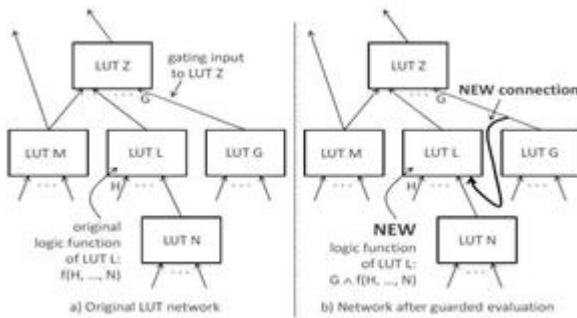 LUT Z
gating input
to LUT Z
... G
LUT M
LUT L
LUT G
...
H ...
...
original
logic function
of LUT L:
f(H, ..., N)
LUT N
...
a) Original LUT network
LUT Z
NEW connection
... G
LUT M
LUT L
LUT G
...
H ...
...
NEW
logic function
of LUT L:
G ∧ f(H, ..., N)
LUT N
...
b) Network after guarded evaluation